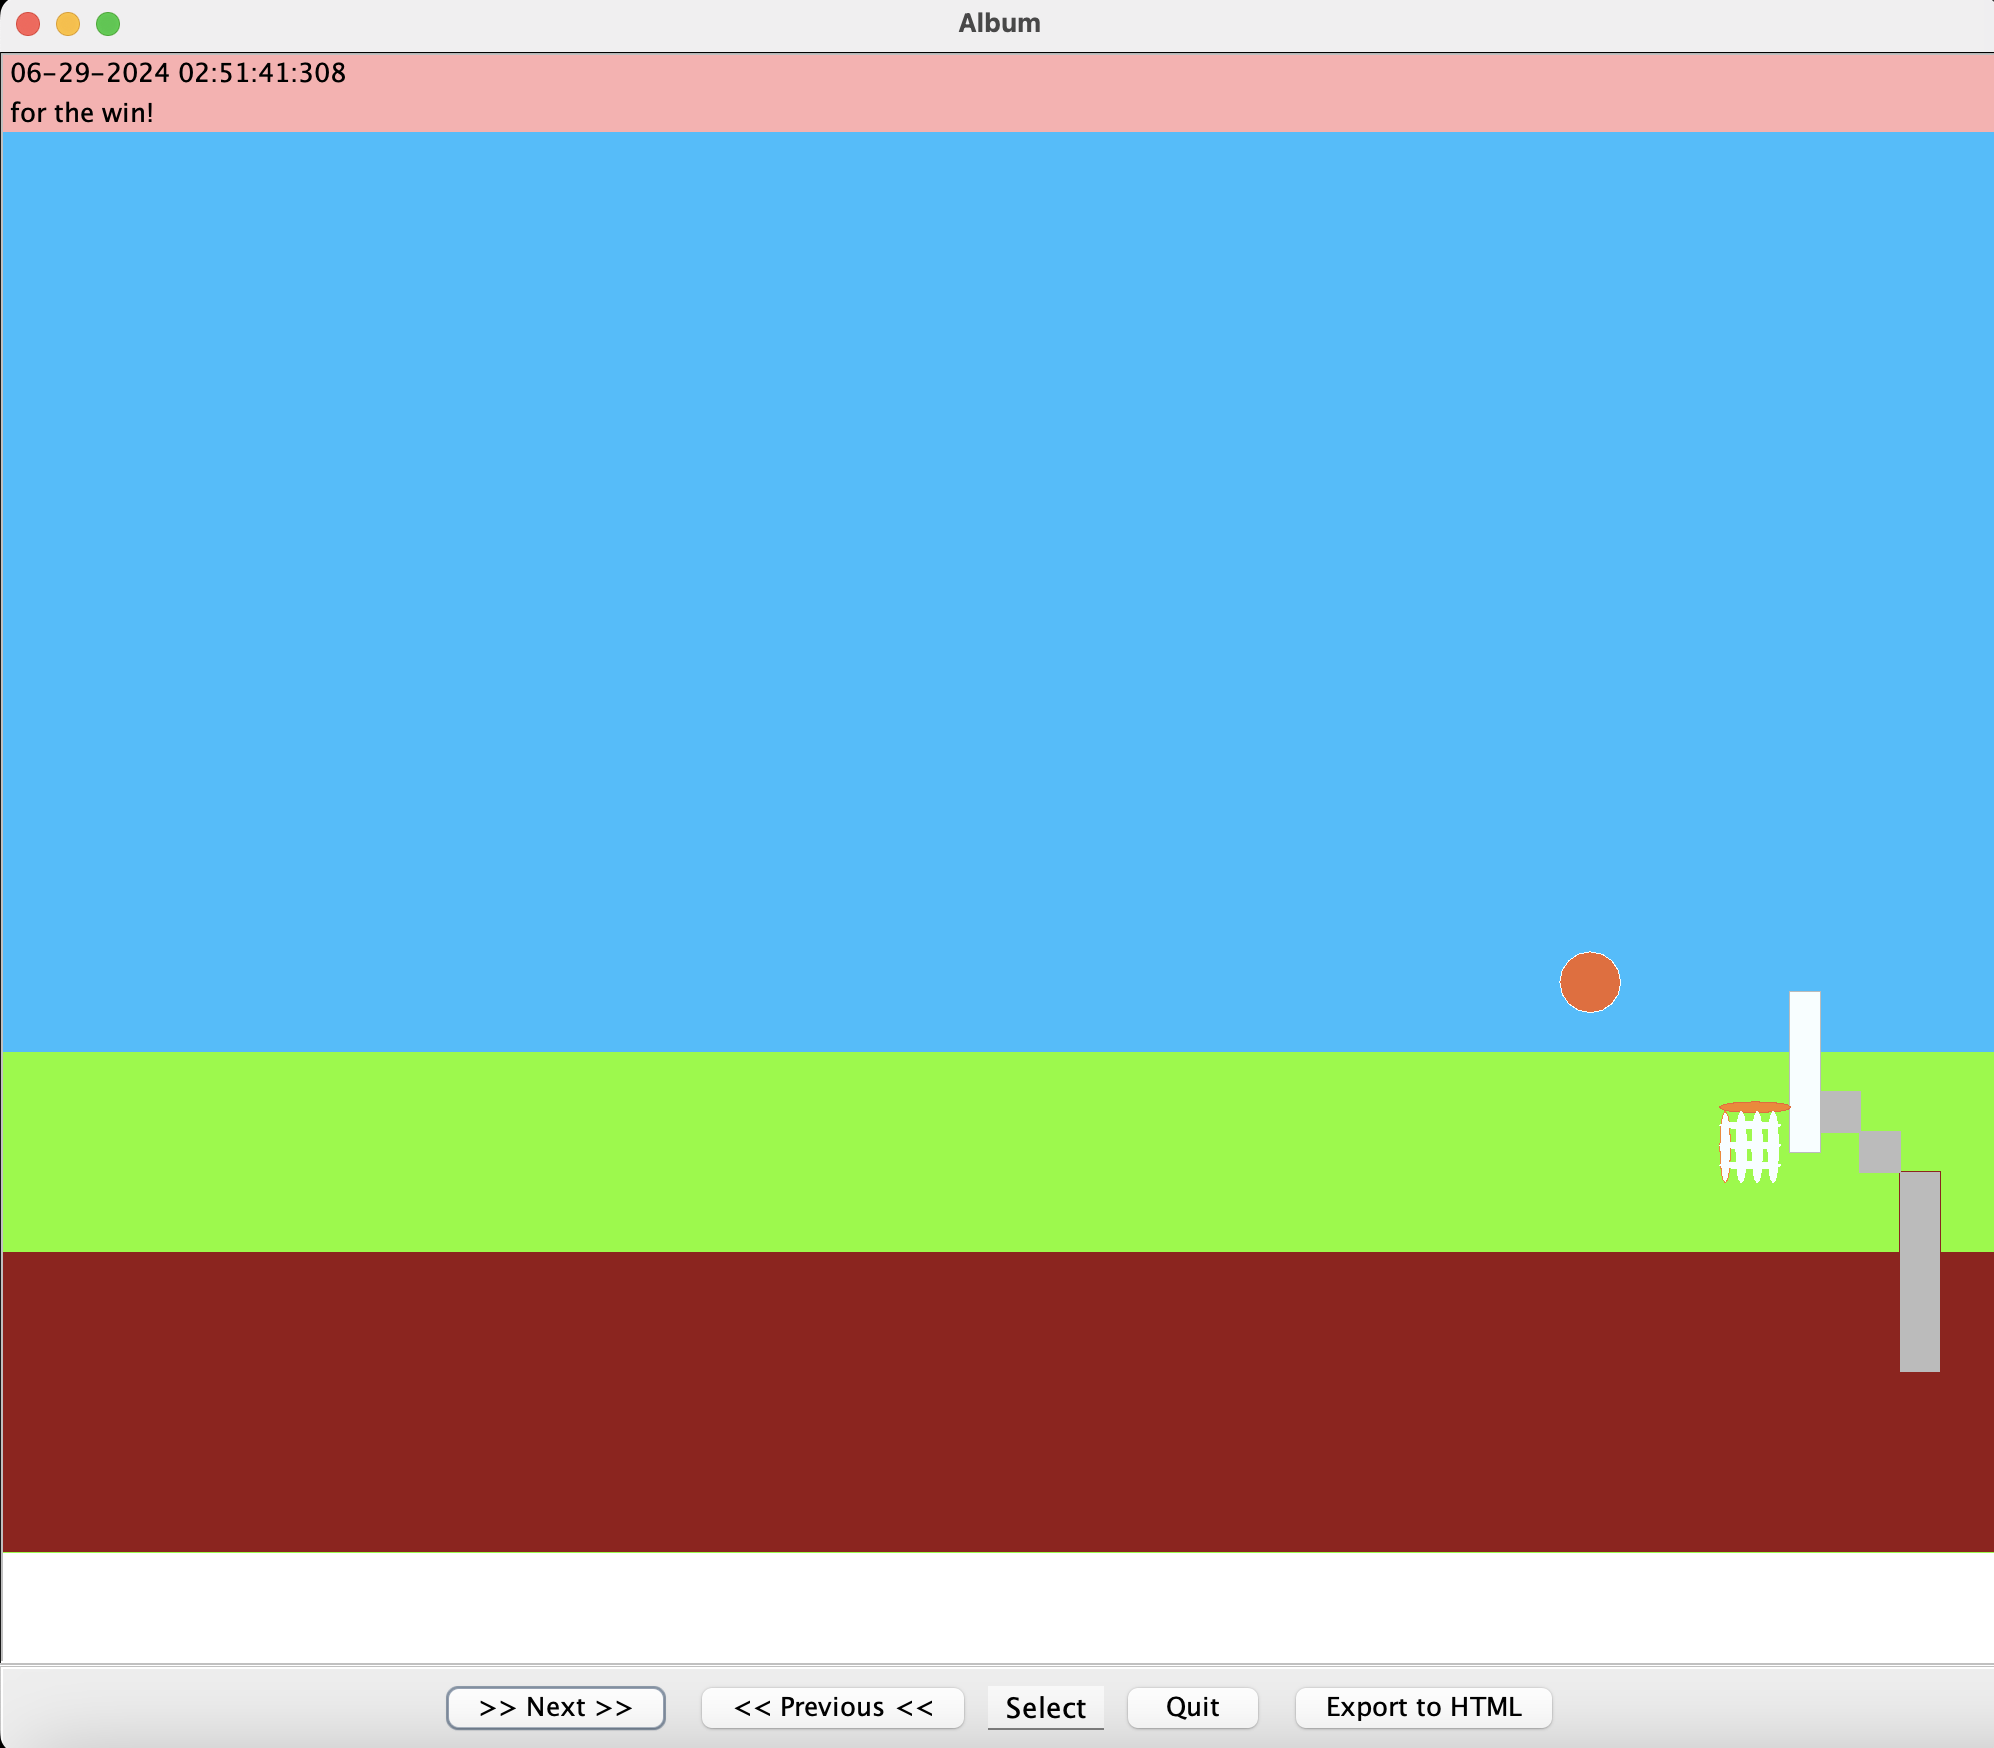 Album
06-29-2024 02:51:41:308
for the win!
>> Next >>
<< Previous <<
Select
Quit
Export to HTML